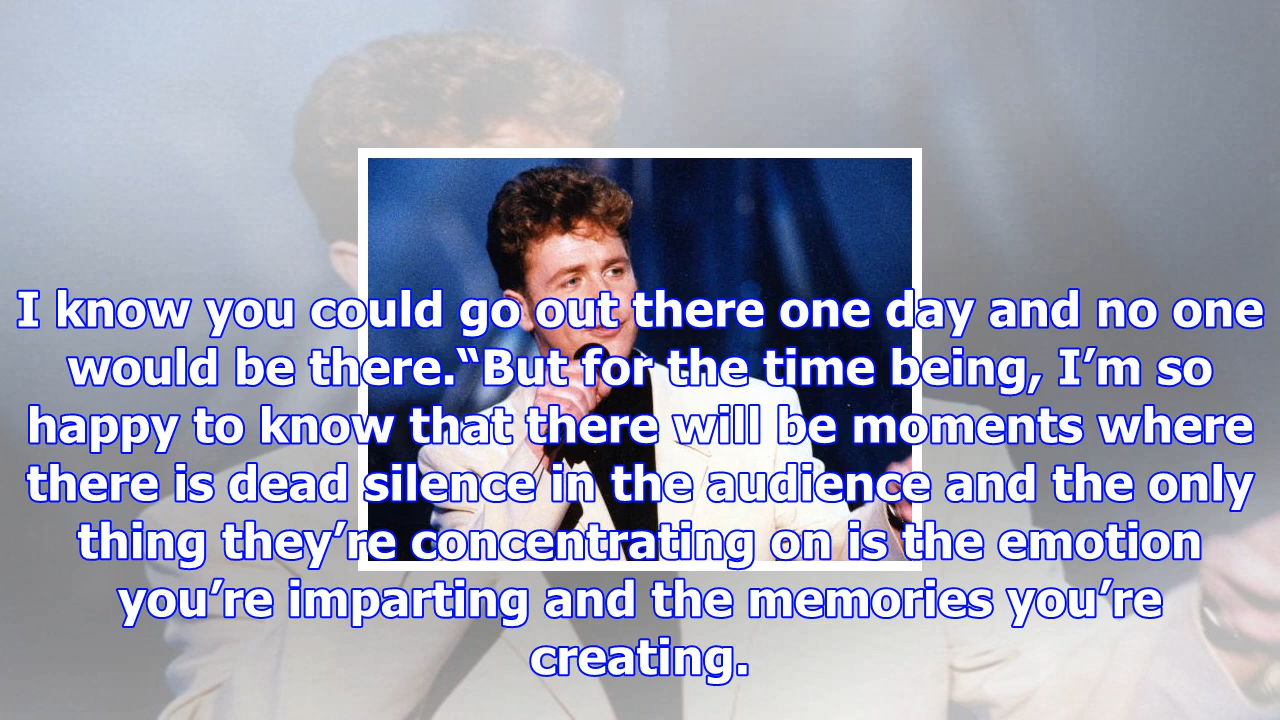 I know you could go out there one day and no one
would be there.“But for the time being, I’m so
happy to know that there will be moments where
there is dead silence in the audience and the only
thing they’re concentrating on is the emotion
you’re imparting and the memories you’re
creating.